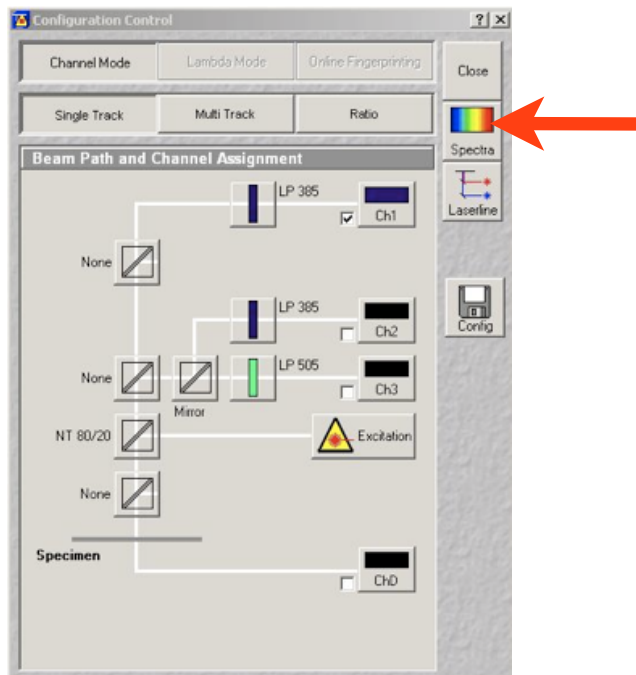 Configuration Control
? X
Channel Mode
Lambda Mode
Online Fingerprinting
Close
Single Track
Multi Track
Ratio
Spectra
Beam Path and Channel Assignment
LP 385
Ch1
Laserline
None
LP 385
Ch2
Config
None
LP 505
Ch3
Mirror
NT 80/20
Excitation
None
Specimen
ChD